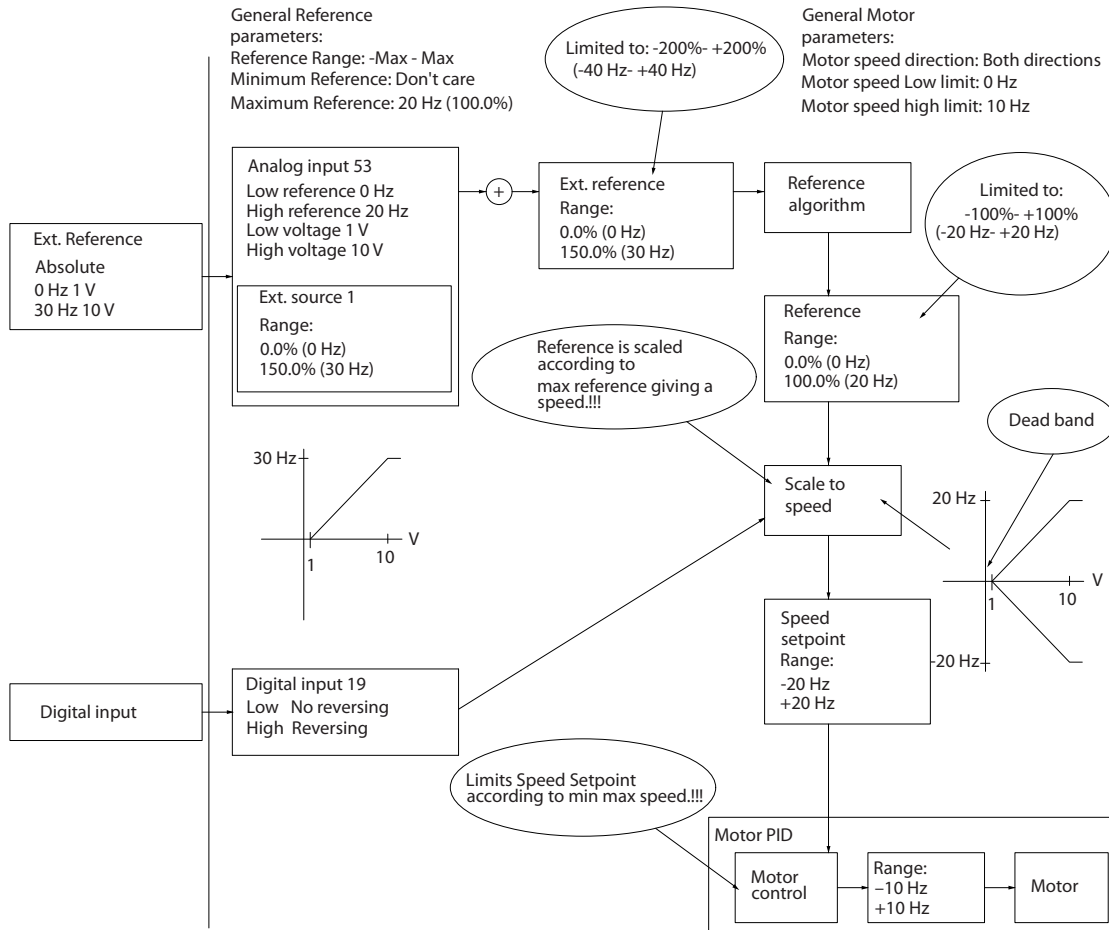 General Reference
parameters:
Reference Range: -Max - Max
Minimum Reference: Don't care
Maximum Reference: 20 Hz (100.0%)
Limited to: -200%- +200%
(-40 Hz- +40 Hz)
General Motor
parameters:
Motor speed direction: Both directions
Motor speed Low limit: 0 Hz
Motor speed high limit: 10 Hz
Ext. Reference
Absolute
0 Hz 1 V
30 Hz 10 V
Analog input 53
Low reference 0 Hz
High reference 20 Hz
Low voltage 1 V
High voltage 10 V
Ext. source 1
Range:
0.0% (0 Hz)
150.0% (30 Hz)
+
Ext. reference
Range:
0.0% (0 Hz)
150.0% (30 Hz)
Reference
algorithm
Limited to:
-100%- +100%
(-20 Hz- +20 Hz)
Reference
Range:
0.0% (0 Hz)
100.0% (20 Hz)
Reference is scaled
according to
max reference giving a
speed.!!!
Dead band
30 Hz
1
10
V
Scale to
speed
20 Hz
V
1
10
-20 Hz
Speed
setpoint
Range:
-20 Hz
+20 Hz
Digital input
Digital input 19
Low No reversing
High Reversing
Limits Speed Setpoint
according to min max speed.!!!
Motor PID
Motor
control
Range:
–10 Hz
+10 Hz
Motor